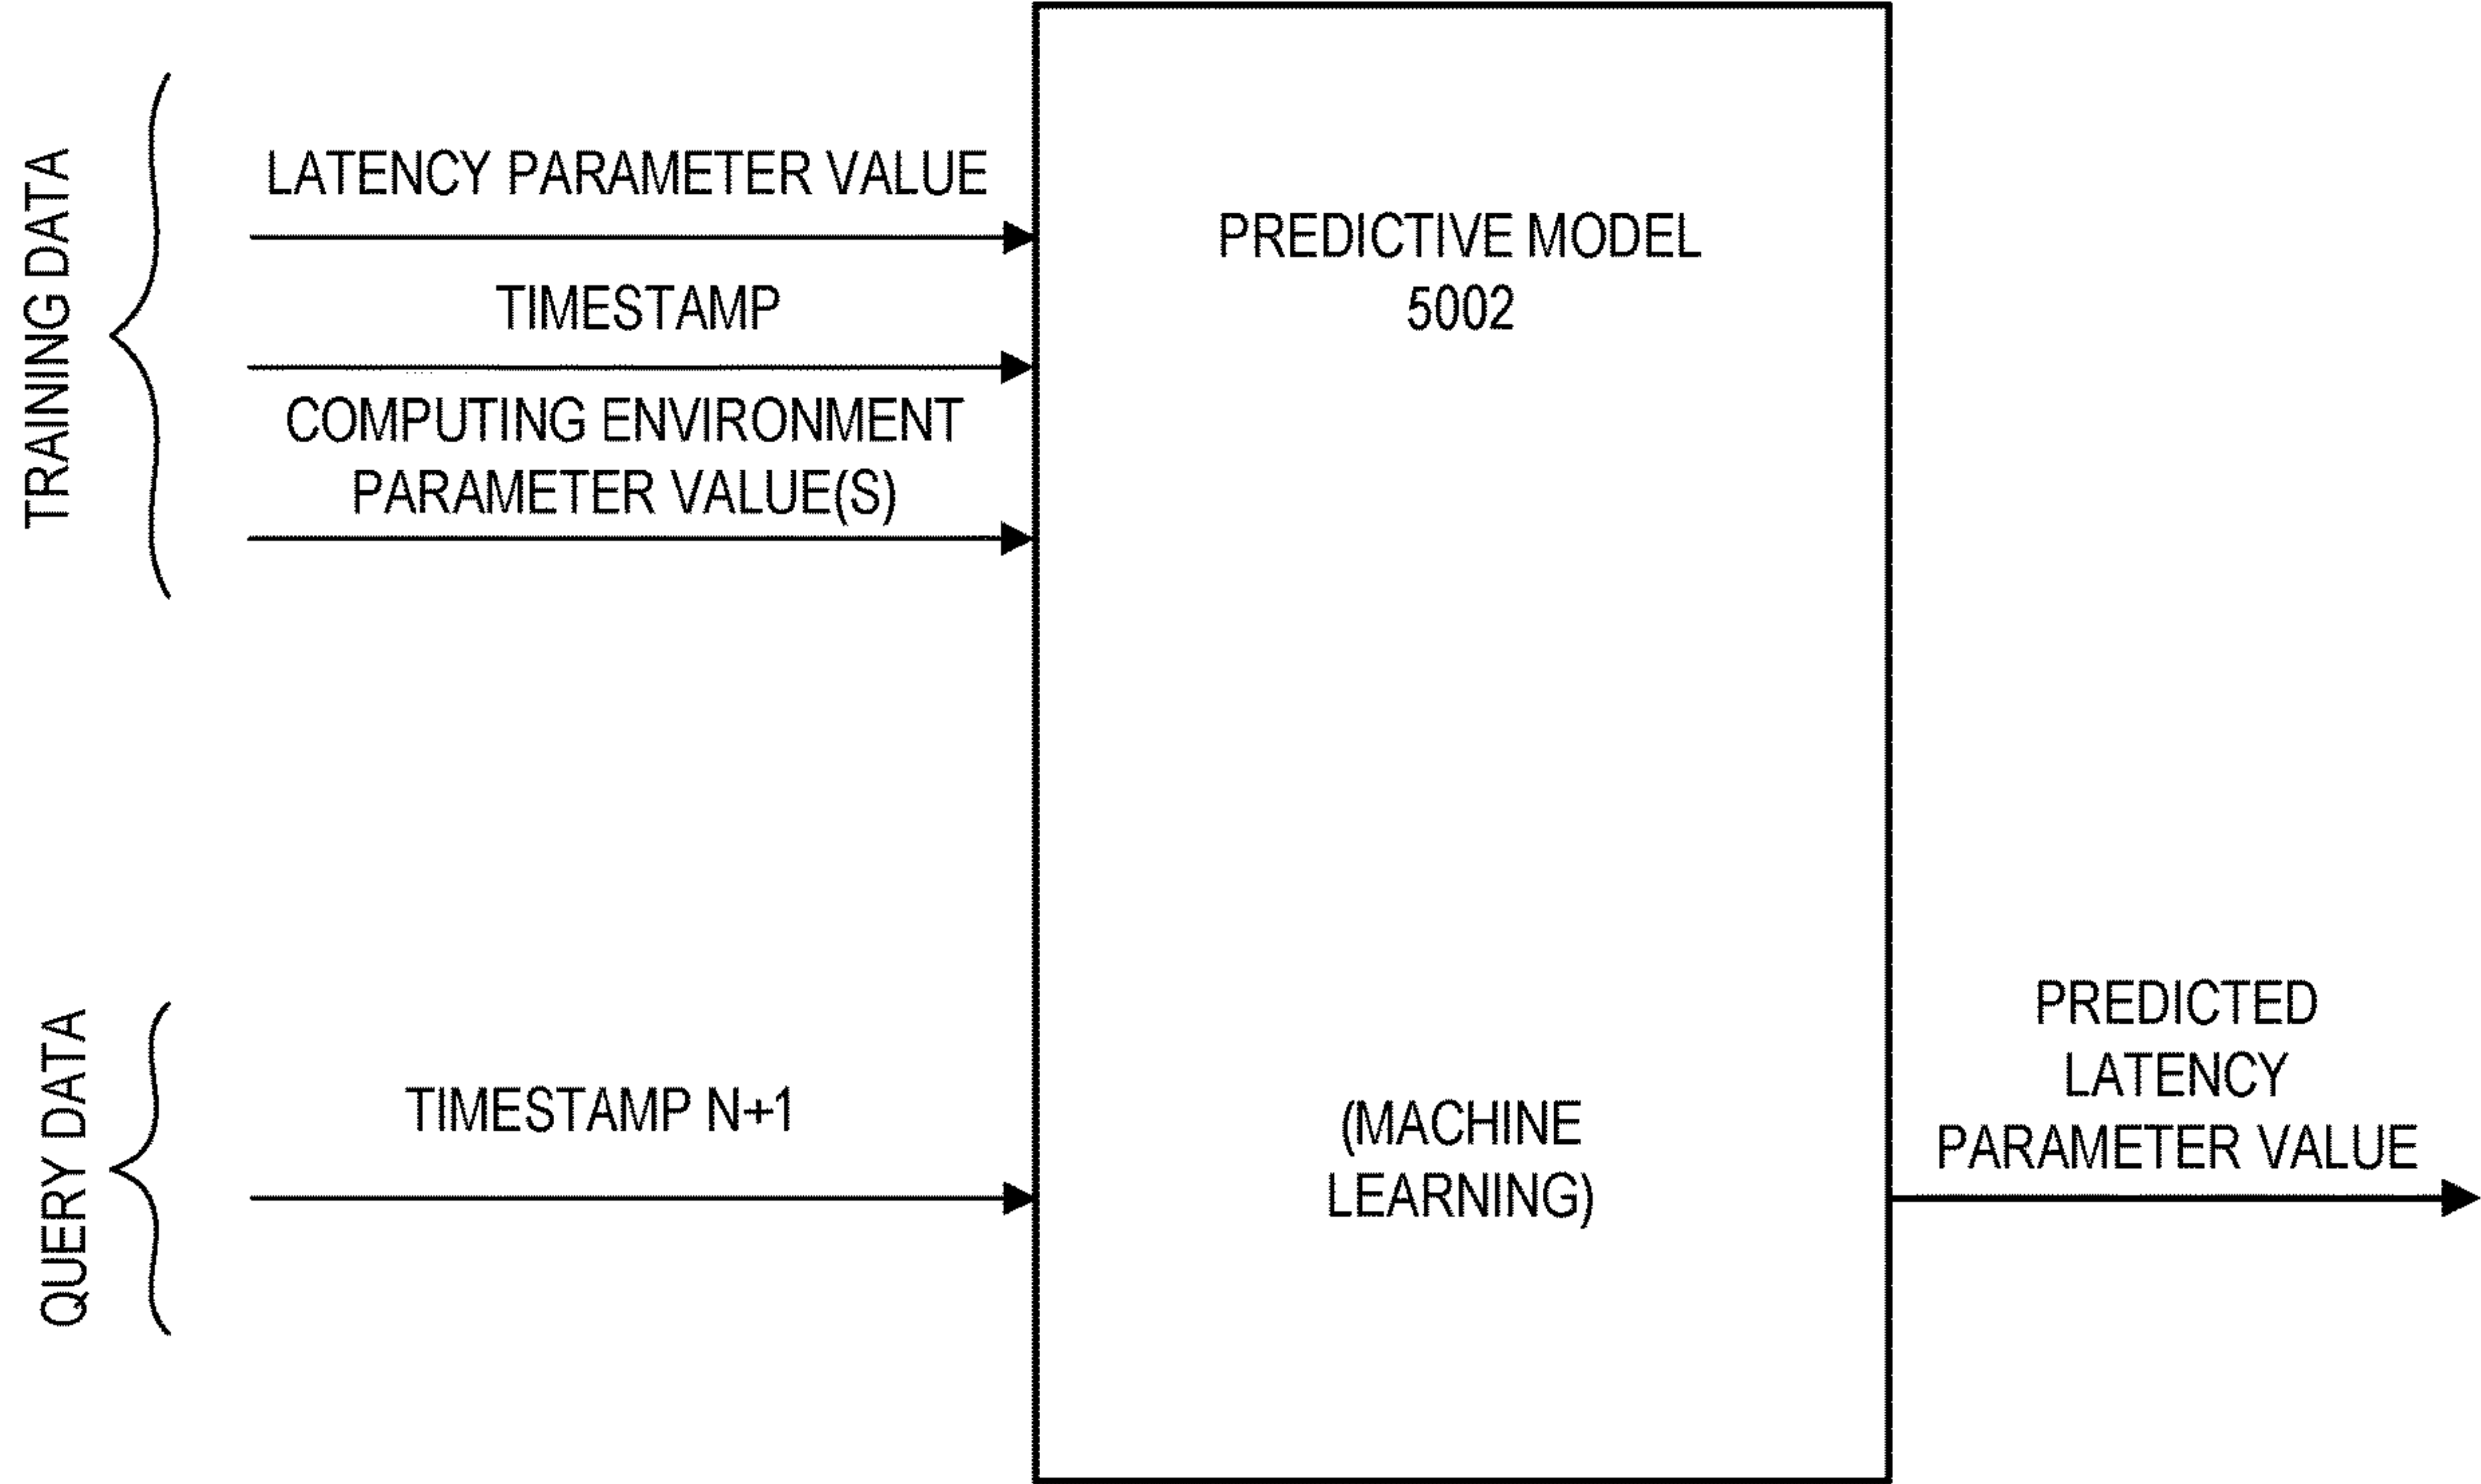 TRAINING DATA
LATENCY PARAMETER VALUE
TIMESTAMP
COMPUTING ENVIRONMENT
PARAMETER VALUE(S)
PREDICTIVE MODEL
5002
QUERY DATA
TIMESTAMP N+1
(MACHINE
LEARNING)
PREDICTED
LATENCY
PARAMETER VALUE